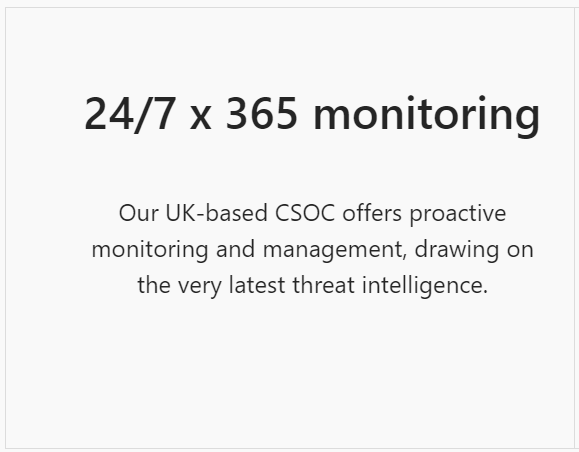 24/7 x 365 monitoring
Our UK-based CSOC offers proactive
monitoring and management, drawing on
the very latest threat intelligence.